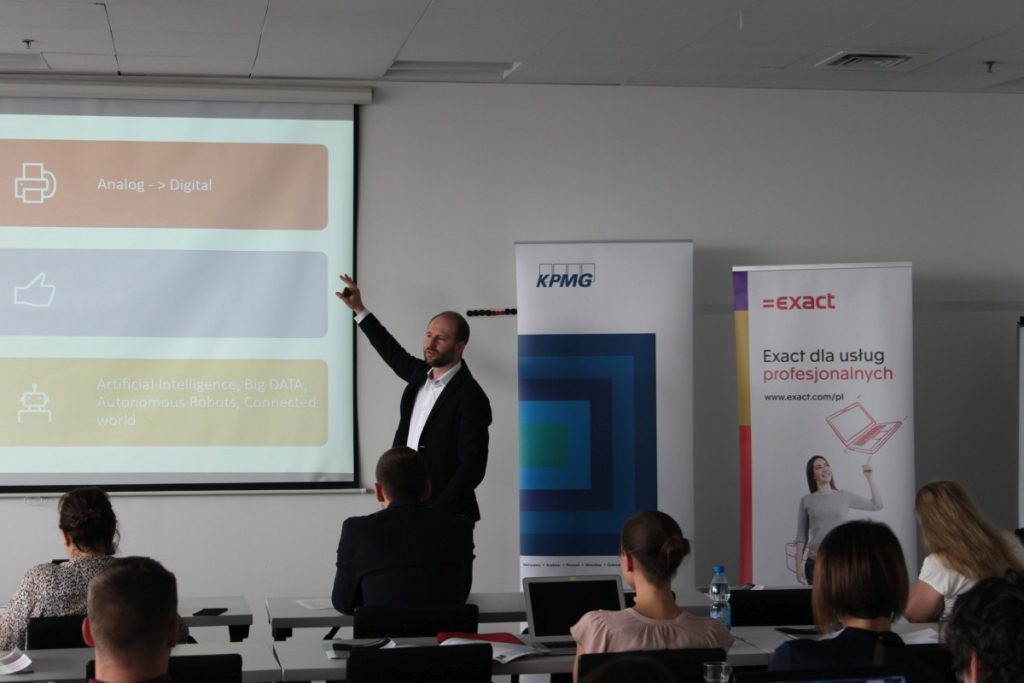 Analog - > Digital
Artificial Intelligence, Big DATA,
Autonomous Robots, Connected
world
KPMG
=exact
Exact dla usług
profesjonalnych
www.exact.com/pl